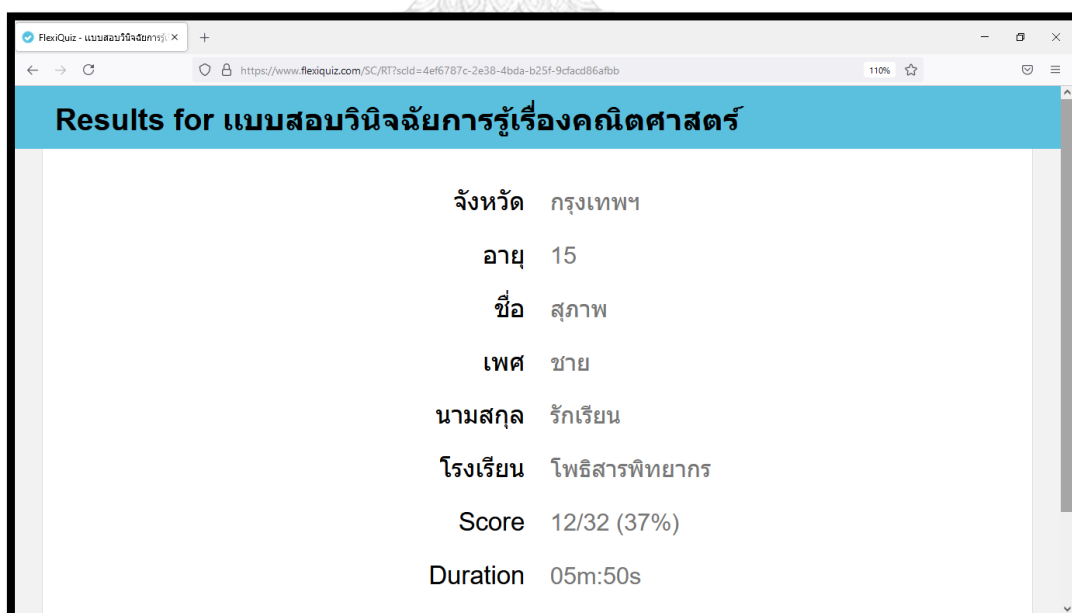 FlexiQuiz - แบบสอบวินิจฉัยการรู้เ
https://www.flexiquiz.com/SC/RT?scId=4ef6787c-2e38-4bda-b25f-9cfacd86afbb 110%
Results for แบบสอบวินิจฉัยการรู้เรื่องคณิตศาสตร์
จังหวัด กรุงเทพฯ
อายุ 15
ชื่อ สุภาพ
เพศ ชาย
นามสกุล รักเรียน
โรงเรียน โพธิสารพิทยากร
Score 12/32 (37%)
Duration 05m:50s